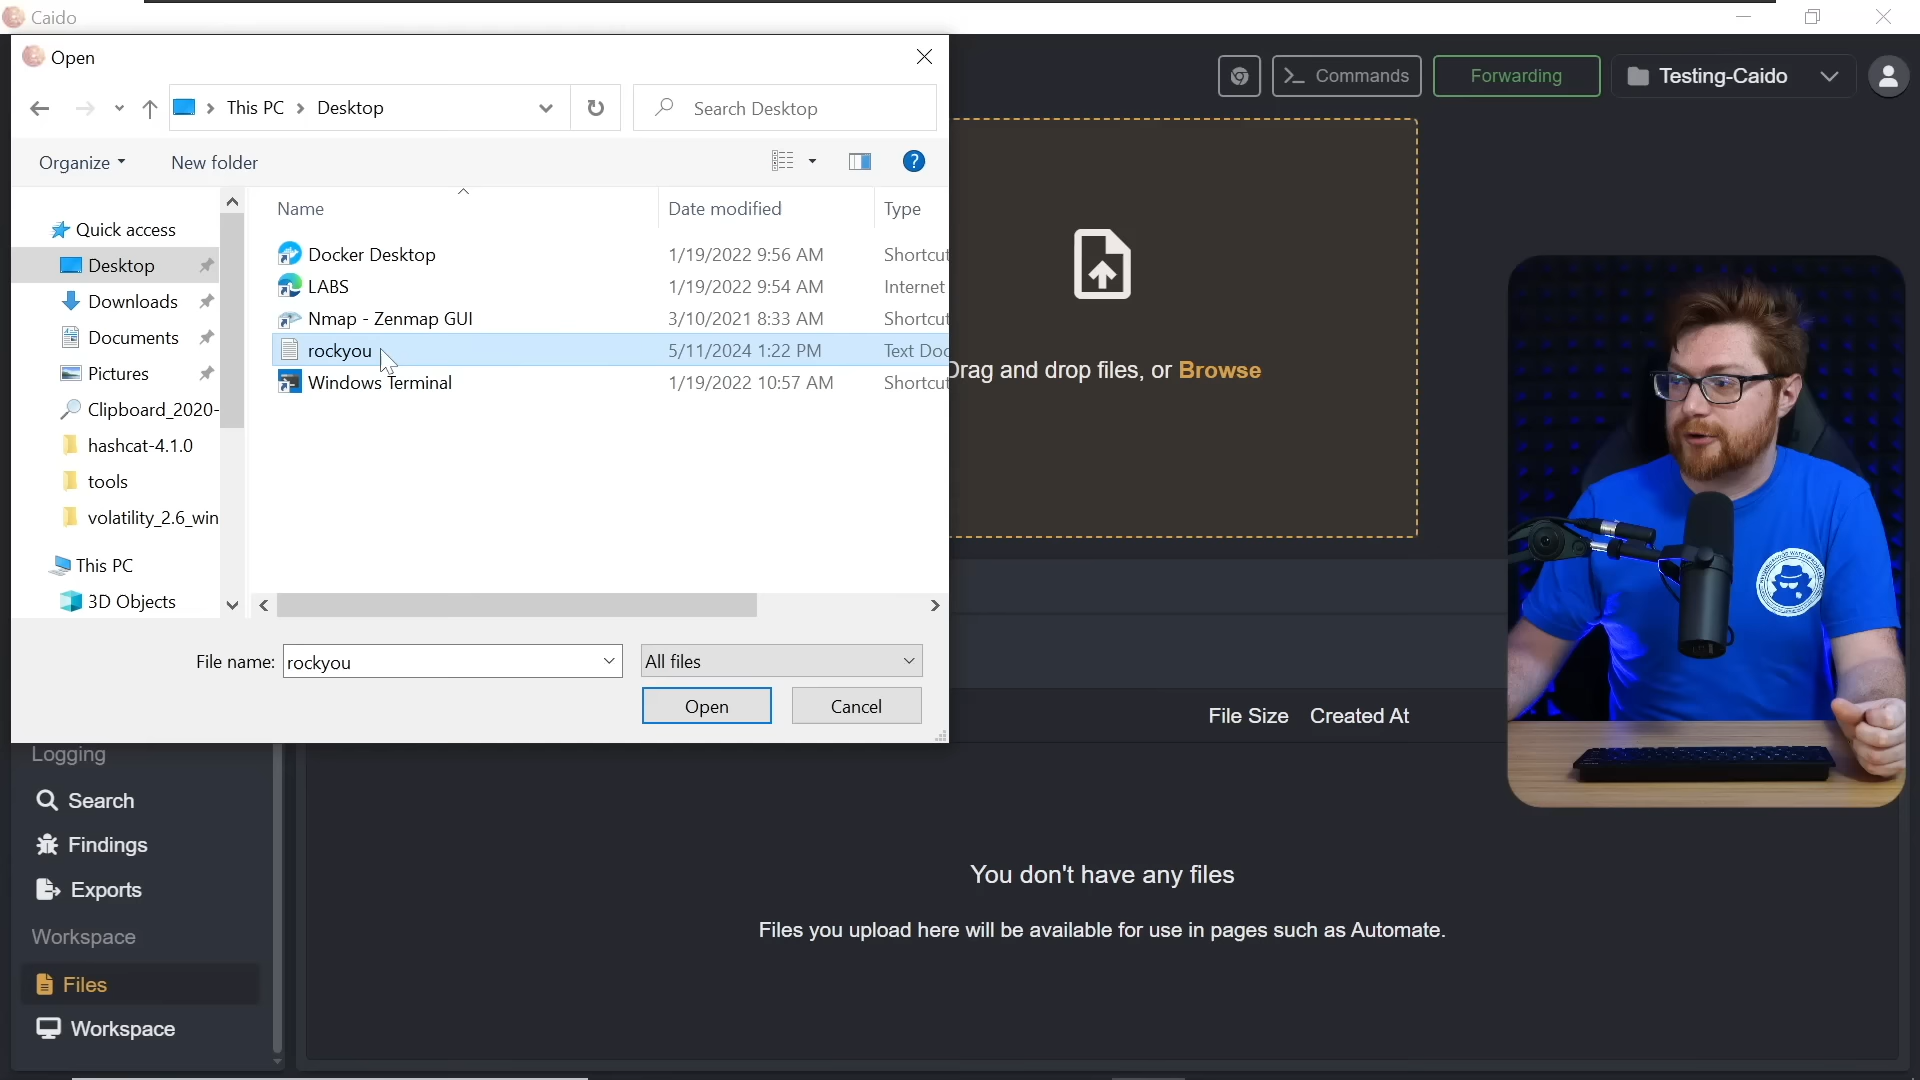 Caido
Open
This PC
Desktop
Search Desktop
Commands
Forwarding
Testing-Caido
Organize
New folder
Name
Date modified
Type
Quick access
Desktop
Downloads
Documents
Pictures
Clipboard_2020-
hashcat-4.1.0
tools
volatility_2.6_win
This PC
3D Objects
Docker Desktop 1/19/2022 9:56 AM Shortcut
LABS 1/19/2022 9:54 AM Internet
Nmap - Zenmap GUI 3/10/2021 8:33 AM Shortcut
rockyou 5/11/2024 1:22 PM Text Doc
Windows Terminal 1/19/2022 10:57 AM Shortcut
File name: rockyou
All files
Open
Cancel
Drag and drop files, or Browse
File Size Created At
You don't have any files
Files you upload here will be available for use in pages such as Automate.
Logging
Search
Findings
Exports
Workspace
Files
Workspace